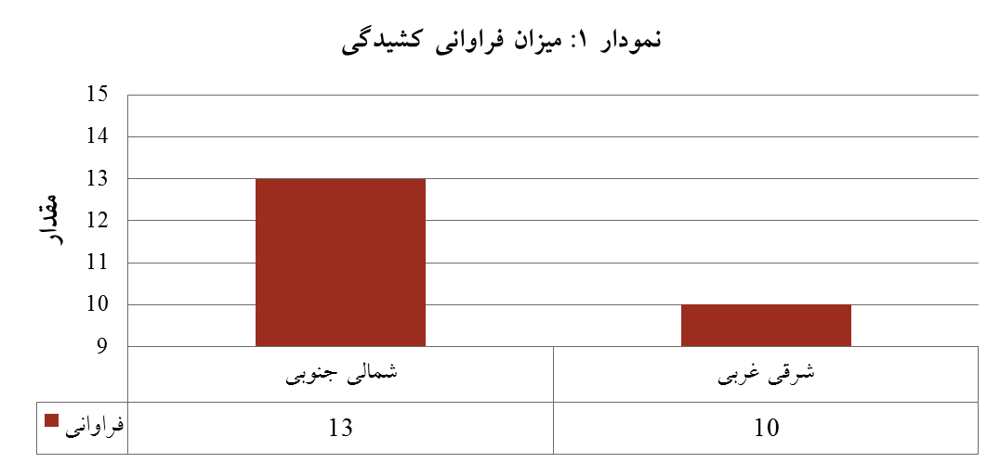 نمودار ۱: میزان فراوانی کشیدگی
15
14
13
12
11
10
9
مقدار
شمالی جنوبی
شرقی غربی
فراوانی
13
10